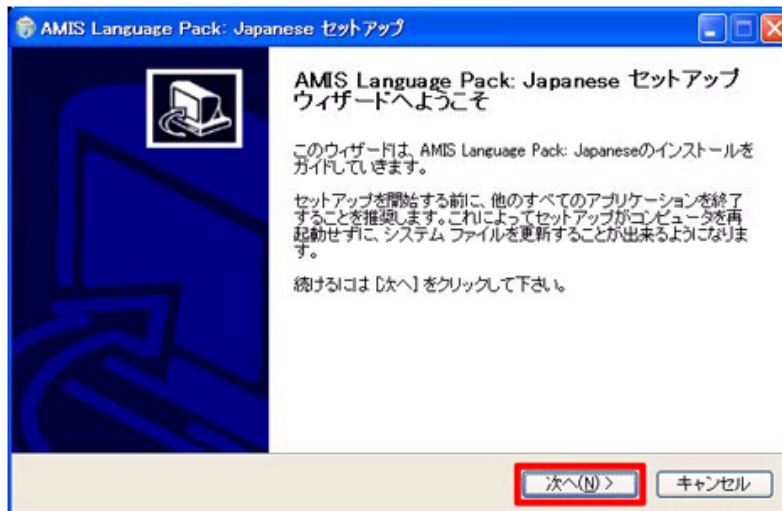 AMIS Language Pack: Japanese セットアップ
AMIS Language Pack: Japanese セットアップ
ウィザードへようこそ
このウィザードは、AMIS Language Pack: Japaneseのインストールを
ガイドしていきます。
セットアップを開始する前に、他のすべてのアプリケーションを終了
することを推奨します。これによってセットアップがコンピュータを再
起動せずに、システム ファイルを更新することが出来るようになりま
す。
続けるには [次へ] をクリックして下さい。
次へ(N) >
キャンセル